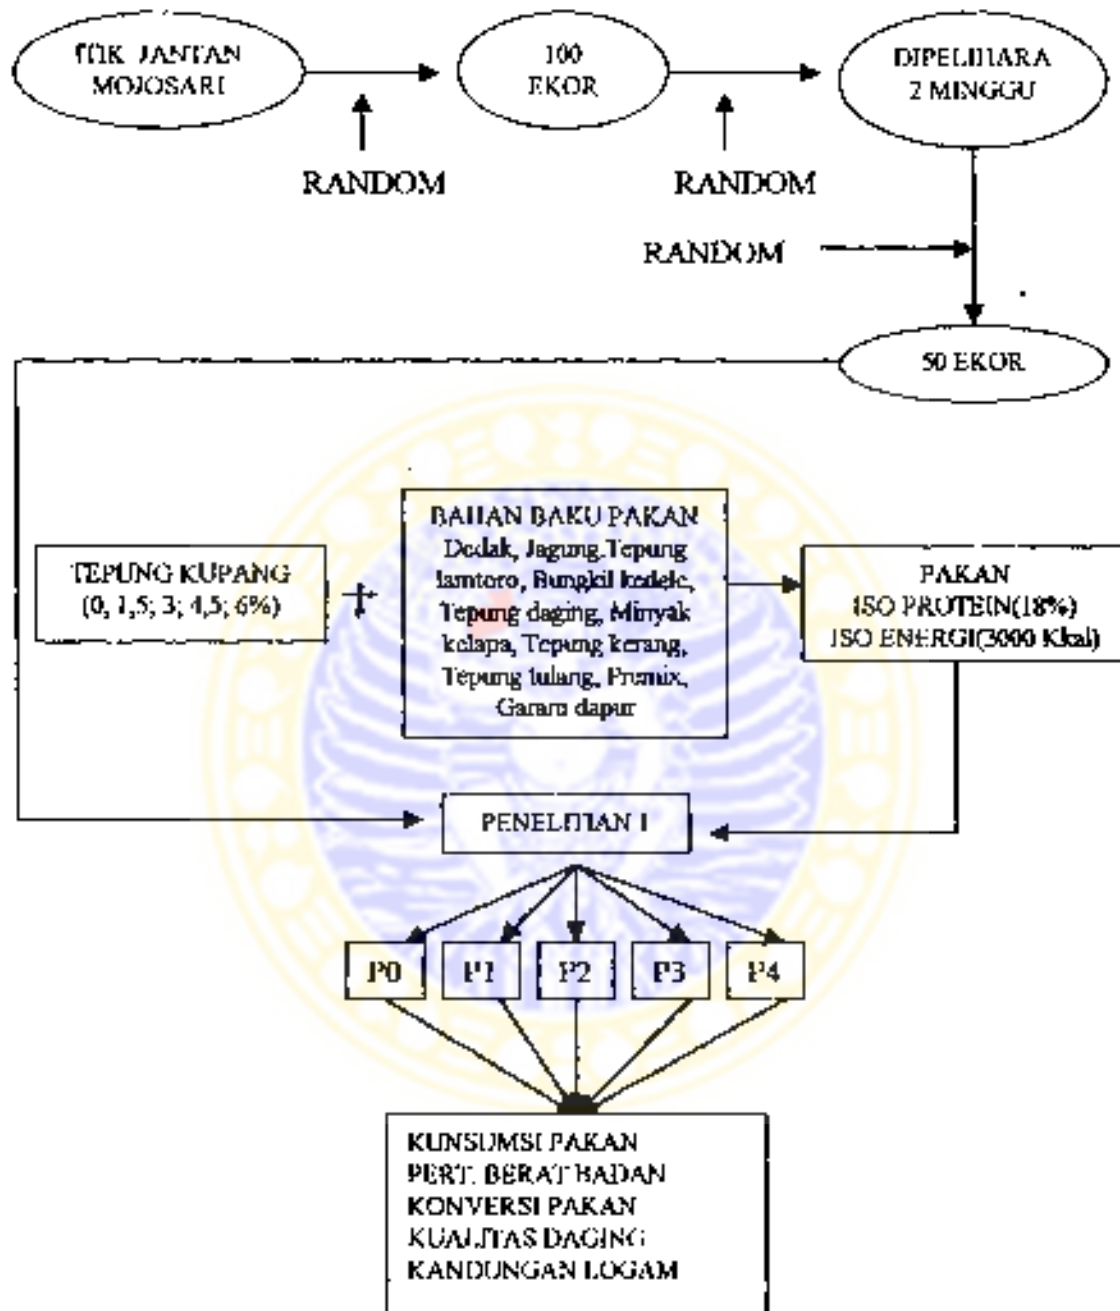 ITIK JANTAN
MOJOSARI
100
EKOR
DIPELIHARA
2 MINGGU
RANDOM
RANDOM
RANDOM
50 EKOR
TEPUNG KUPANG
(0, 1,5; 3; 4,5; 6%)
+
BAHAN BAKU PAKAN
Dedak, Jagung,Tepung
lamtoro, Bungkil kedele,
Tepung daging, Minyak
kelapa, Tepung kerang,
Tepung tulang, Premix,
Garam dapur
PAKAN
ISO PROTEIN(18%)
ISO ENERGI(3000 Kkal)
PENELITIAN I
P0
P1
P2
P3
P4
KUNSUMSI PAKAN
PERT. BERAT BADAN
KONVERSI PAKAN
KUALITAS DAGING
KANDUNGAN LOGAM